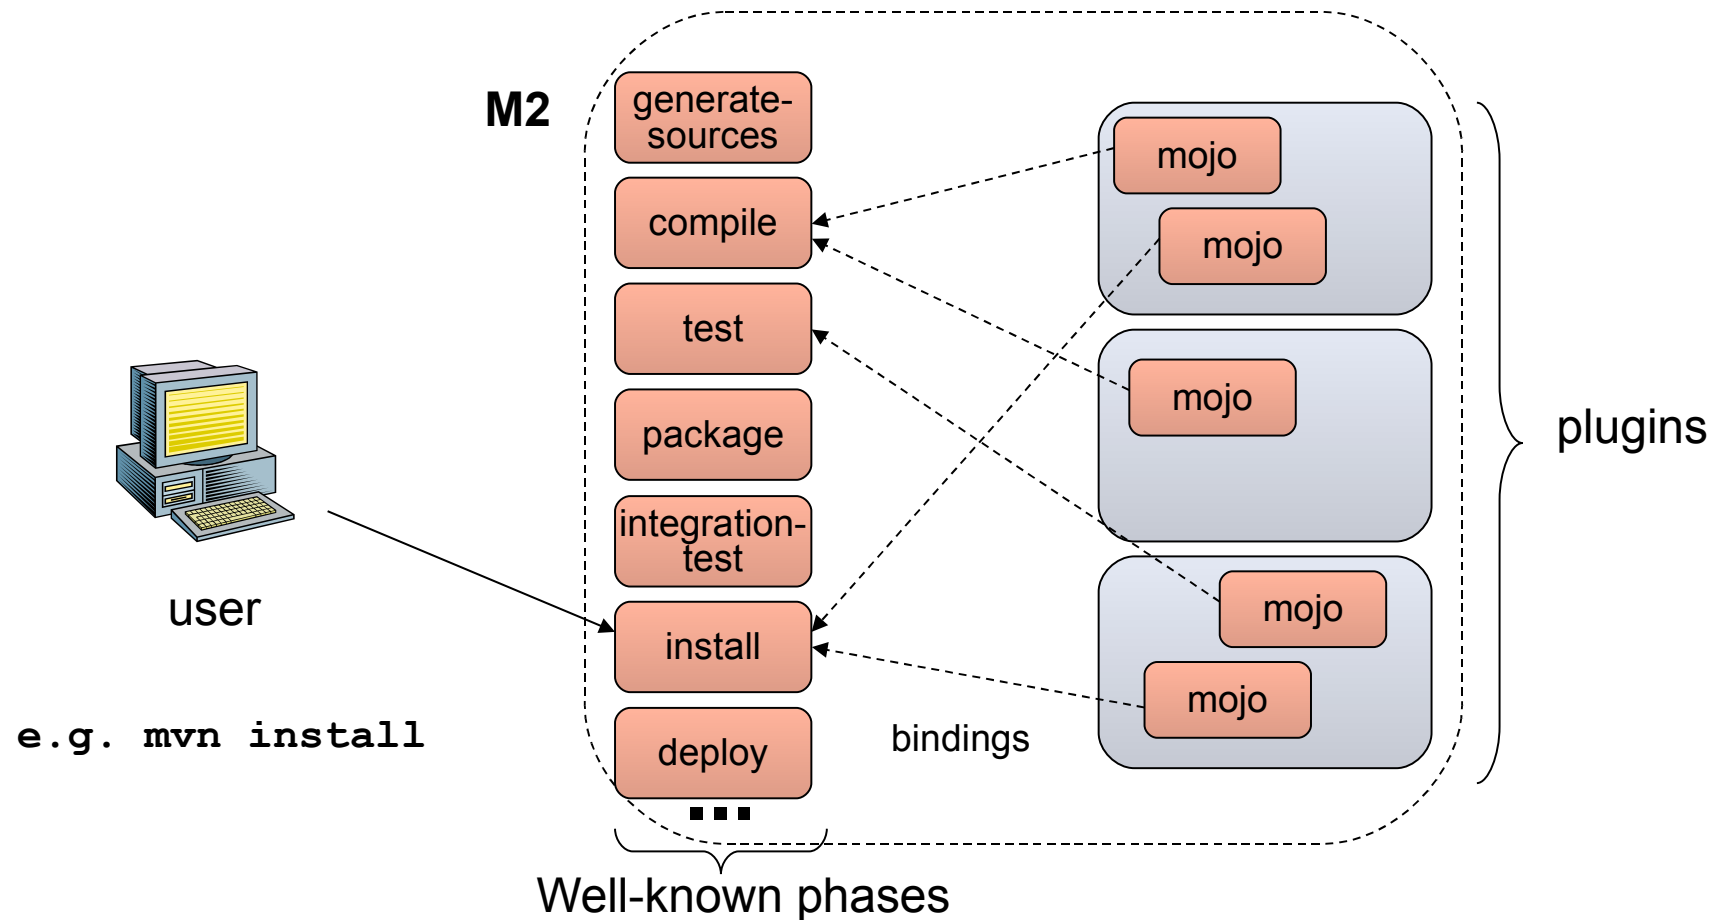 M2
generate-
sources
compile
test
package
integration-
test
install
deploy
...
mojo
mojo
mojo
mojo
mojo
plugins
user
e.g. mvn install
bindings
Well-known phases